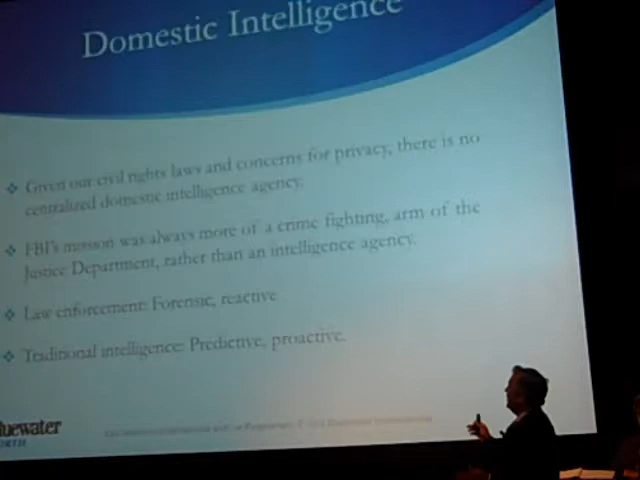 Domestic Intelligence
❖ Given our civil rights laws and concerns for privacy, there is no
centralized domestic intelligence agency.
❖ FBI's mission was always more of a crime fighting, arm of the
Justice Department, rather than an intelligence agency.
❖ Law enforcement: Forensic, reactive
❖ Traditional intelligence: Predictive, proactive.
luewater
ORTH